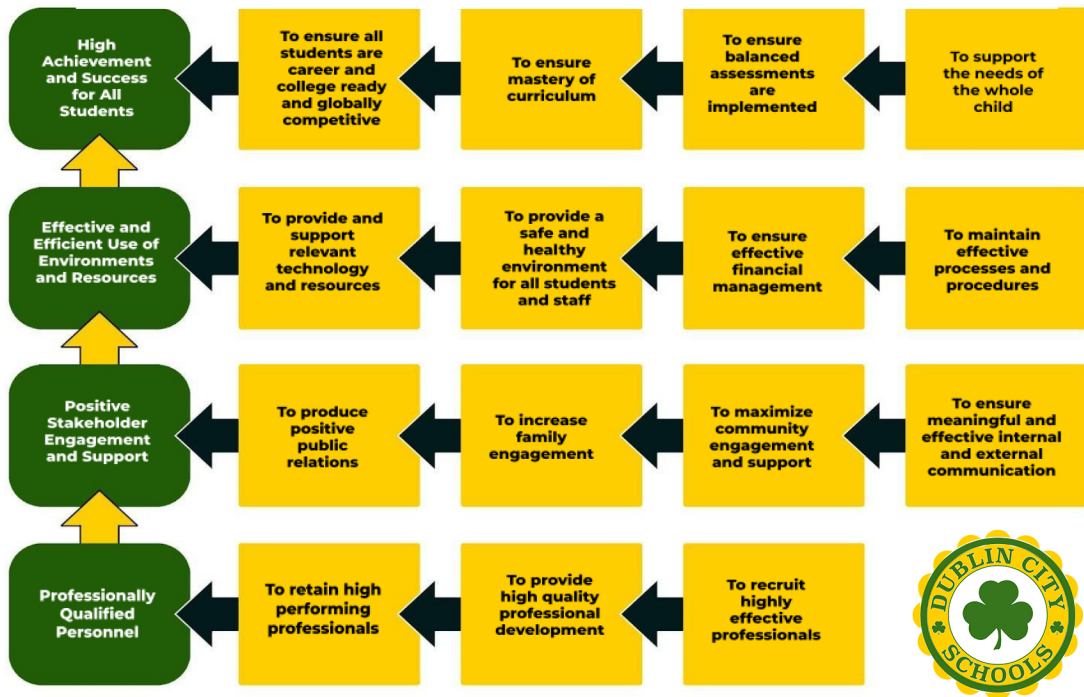 High
Achievement
and Success
for All
Students
To ensure all
students are
career and
college ready
and globally
competitive
To ensure
mastery of
curriculum
To ensure
balanced
assessments
are
implemented
To support
the needs of
the whole
child
Effective and
Efficient Use of
Environments
and Resources
To provide and
support
relevant
technology
and resources
To provide a
safe and
healthy
environment
for all students
and staff
To ensure
effective
financial
management
To maintain
effective
processes and
procedures
Positive
Stakeholder
Engagement
and Support
To produce
positive
public
relations
To increase
family
engagement
To maximize
community
engagement
and support
To ensure
meaningful and
effective internal
and external
communication
Professionally
Qualified
Personnel
To retain high
performing
professionals
To provide
high quality
professional
development
To recruit
highly
effective
professionals
DUBLIN CITY
SCHOOLS